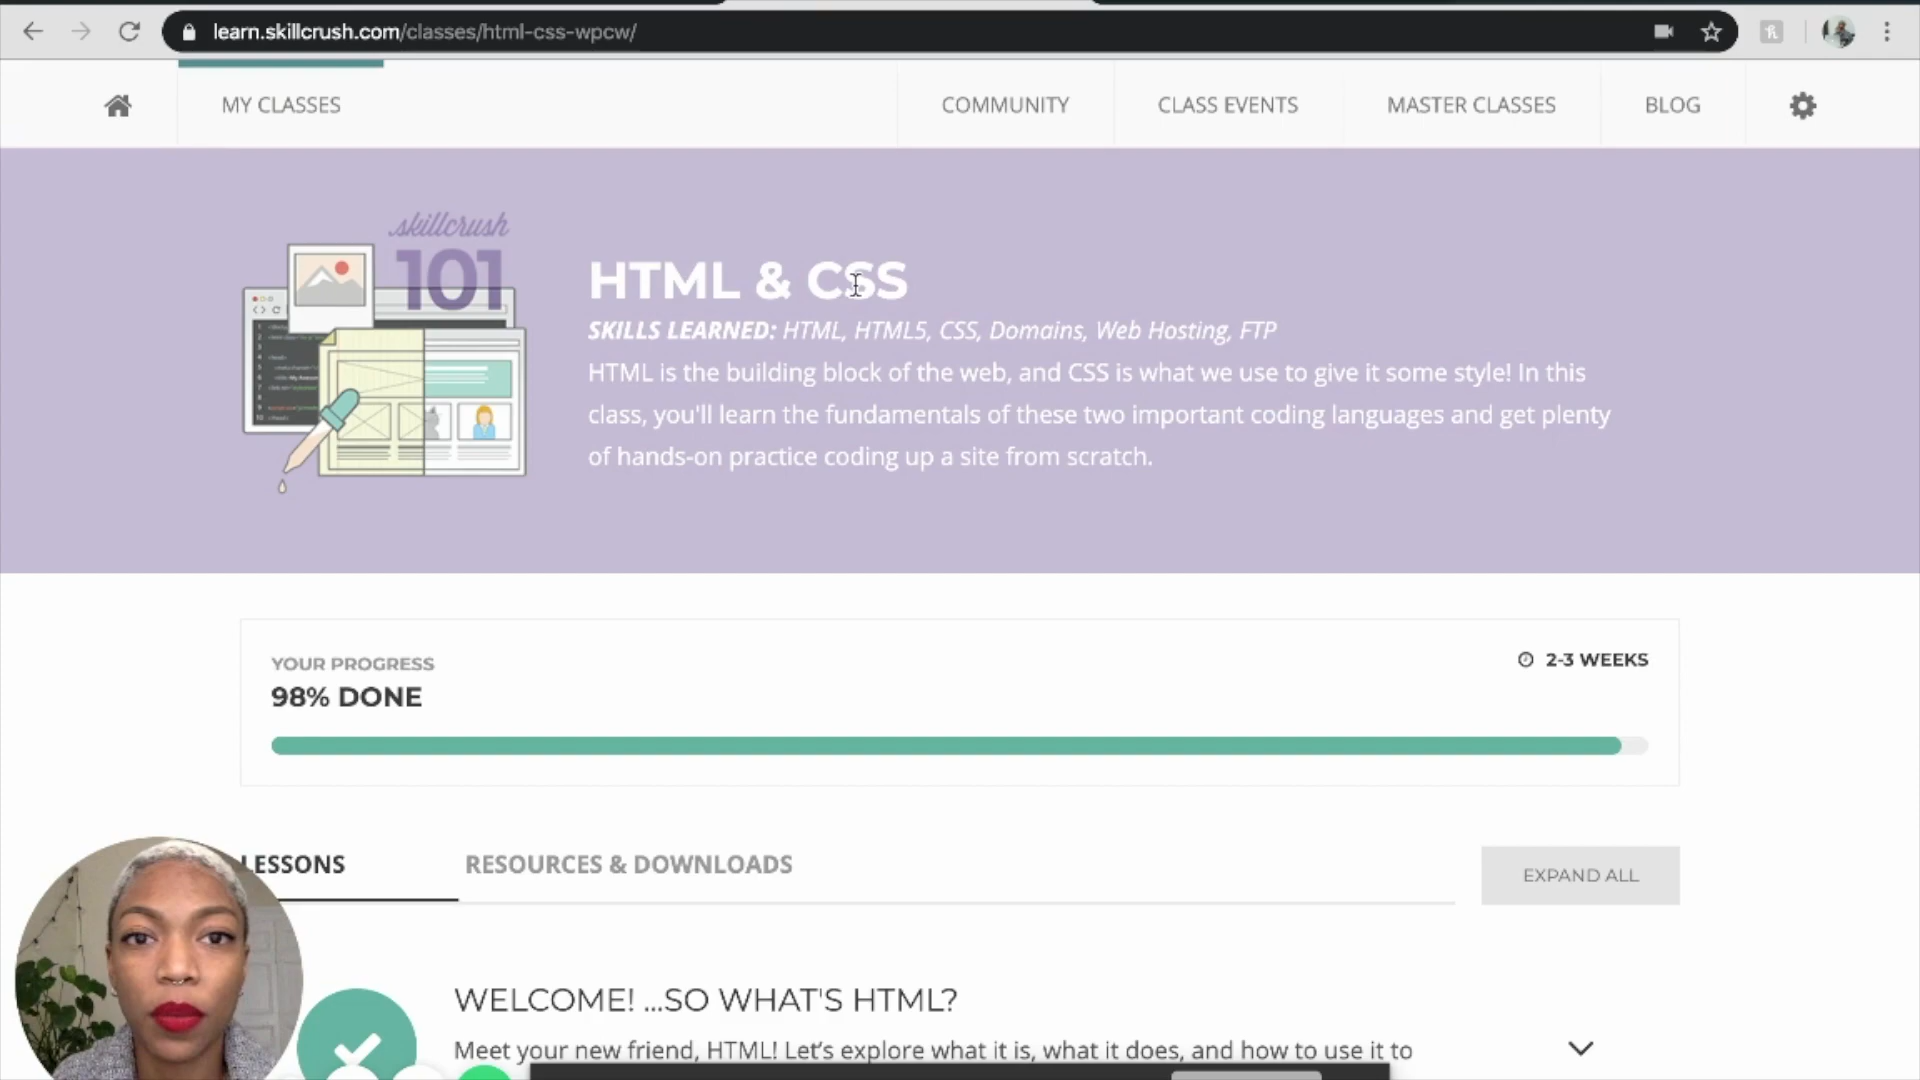 learn.skillcrush.com/classes/html-css-wpcw/
MY CLASSES
COMMUNITY
CLASS EVENTS
MASTER CLASSES
BLOG
skillcrush
101
HTML & CSS
SKILLS LEARNED: HTML, HTML5, CSS, Domains, Web Hosting, FTP
HTML is the building block of the web, and CSS is what we use to give it some style! In this
class, you'll learn the fundamentals of these two important coding languages and get plenty
of hands-on practice coding up a site from scratch.
YOUR PROGRESS
98% DONE
2-3 WEEKS
LESSONS
RESOURCES & DOWNLOADS
EXPAND ALL
WELCOME! ...SO WHAT'S HTML?
Meet your new friend, HTML! Let's explore what it is, what it does, and how to use it to